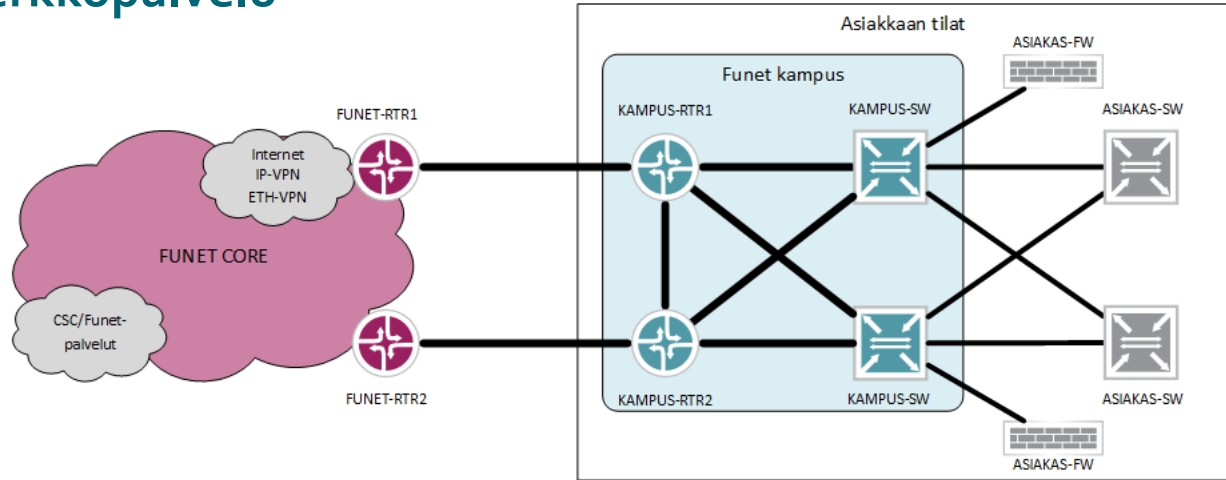 Asiakkaan tilat
ASIAKAS-FW
Funet kampus
FUNET-RTR1
KAMPUS-RTR1
KAMPUS-SW
ASIAKAS-SW
Internet
IP-VPN
ETH-VPN
FUNET CORE
CSC/Funet-
palvelut
FUNET-RTR2
KAMPUS-RTR2
KAMPUS-SW
ASIAKAS-SW
ASIAKAS-FW